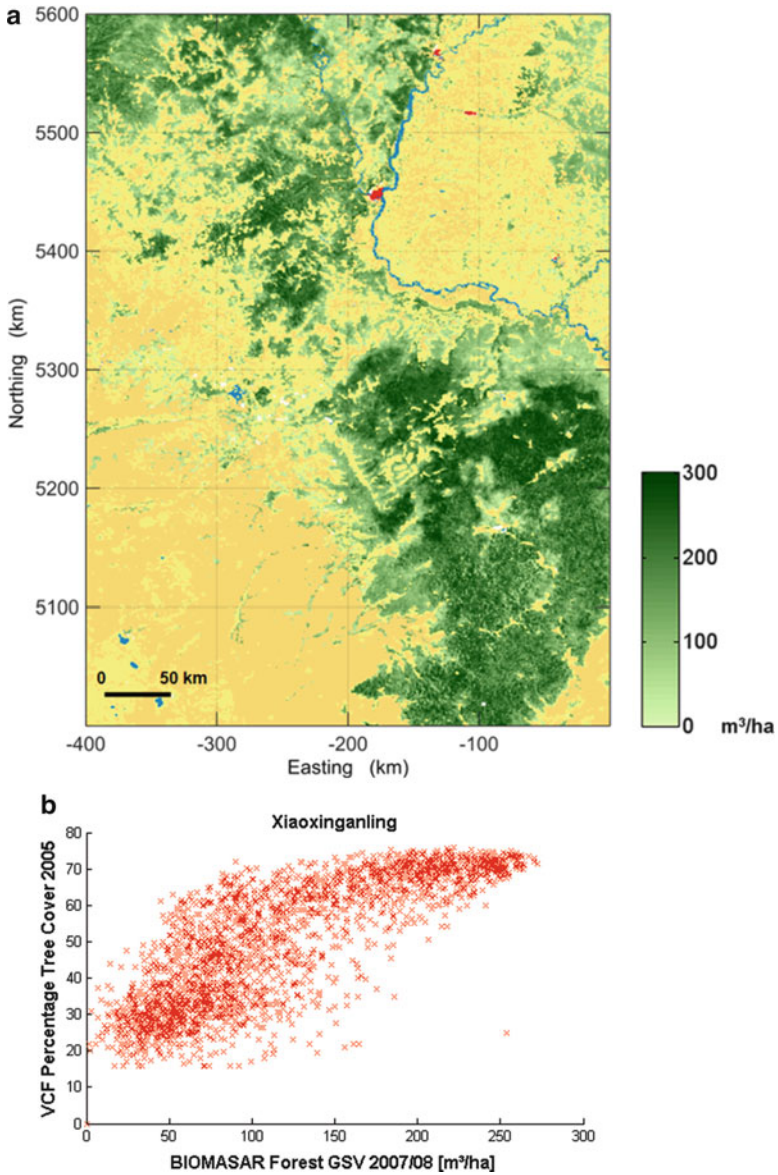 a
5600
5500
5400
5300
5200
5100
Northing (km)
0 50 km
-400 -300 -200 -100
Easting (km)
300
200
100
0 m³/ha
b
Xiaoxinganling
80
70
60
50
40
30
20
10
0
VCF Percentage Tree Cover 2005
0 50 100 150 200 250 300
BIOMASAR Forest GSV 2007/08 [m³/ha]